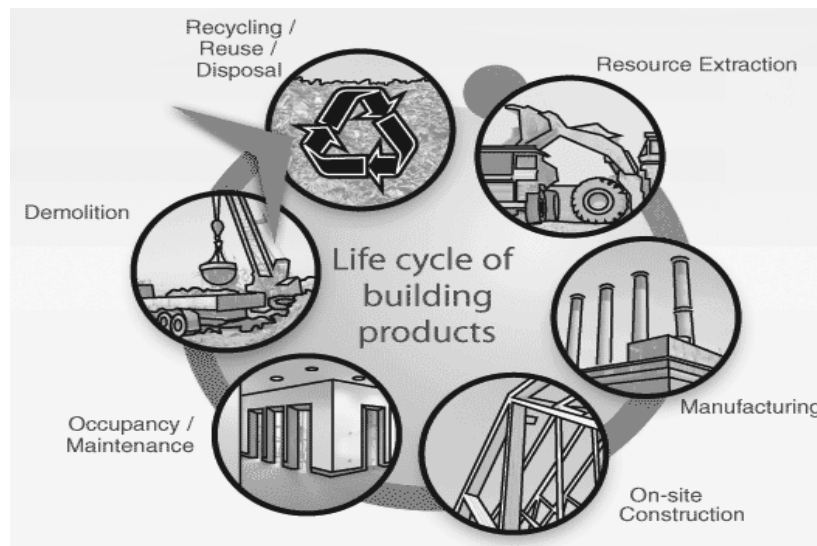 Recycling /
Reuse /
Disposal
Resource Extraction
Demolition
Life cycle of
building
products
Manufacturing
Occupancy /
Maintenance
On-site
Construction